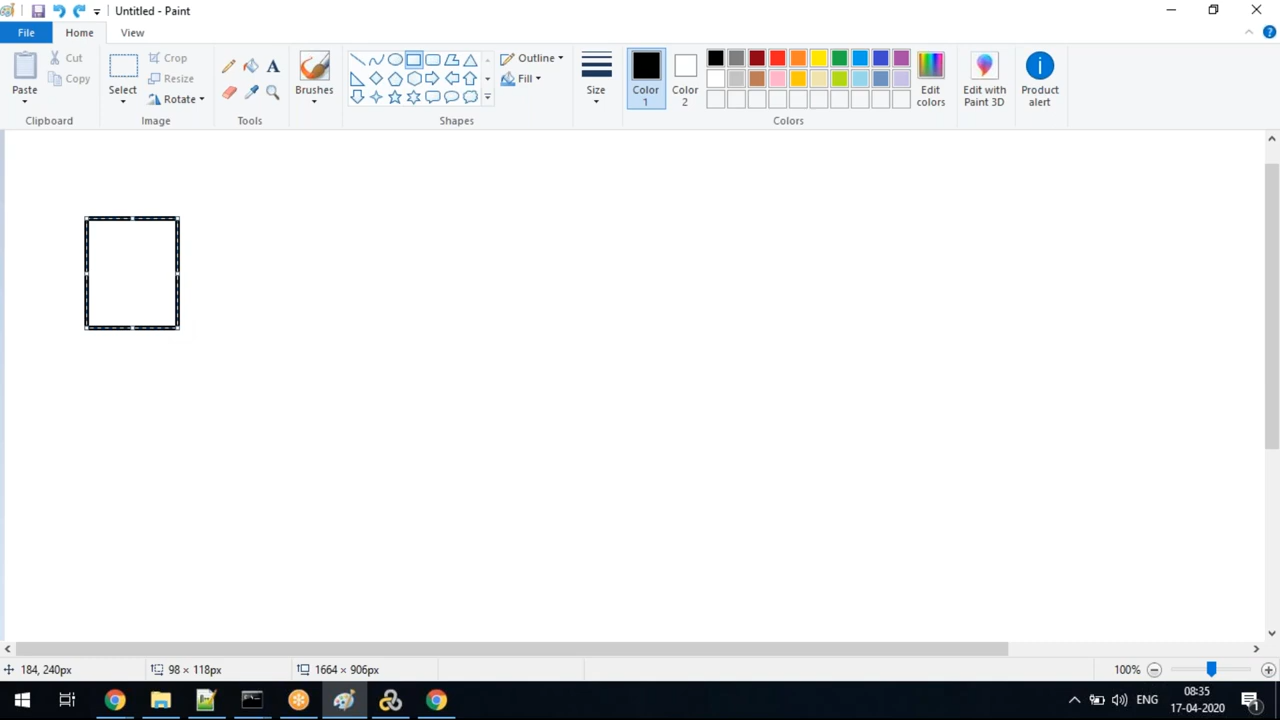 Untitled - Paint
File Home View
Paste Cut Copy
Clipboard
Select Crop Resize Rotate
Image
A
Tools
Brushes
Outline
Fill
Shapes
Size
Color 1
Color 2
Edit colors
Colors
Edit with Paint 3D
Product alert
184, 240px 98 × 118px 1664 × 906px 100%
ENG 08:35
17-04-2020
1